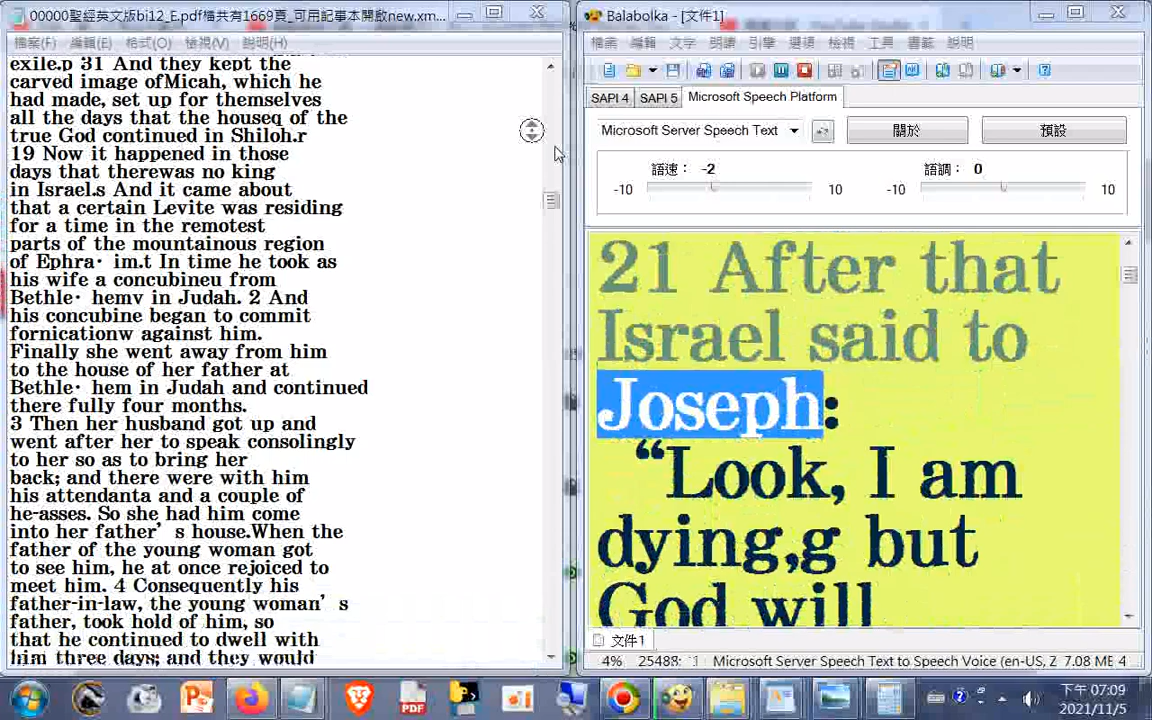 00000聖經英文版bi12_E.pdf檔共有1669頁_可用記事本開啟new.xm...
檔案(F) 編輯(E) 格式(O) 檢視(V) 說明(H)
exile.p 31 And they kept the
carved image ofMicah, which he
had made, set up for themselves
all the days that the houseq of the
true God continued in Shiloh.r
19 Now it happened in those
days that therewas no king
in Israel.s And it came about
that a certain Levite was residing
for a time in the remotest
parts of the mountainous region
of Ephra· im.t In time he took as
his wife a concubineu from
Bethle· hemv in Judah. 2 And
his concubine began to commit
fornicationw against him.
Finally she went away from him
to the house of her father at
Bethle· hem in Judah and continued
there fully four months.
3 Then her husband got up and
went after her to speak consolingly
to her so as to bring her
back; and there were with him
his attendanta and a couple of
he-asses. So she had him come
into her father’s house.When the
father of the young woman got
to see him, he at once rejoiced to
meet him. 4 Consequently his
father-in-law, the young woman’s
father, took hold of him, so
that he continued to dwell with
him three days; and they would
Balabolka - [文件1]
檔案 編輯 文字 朗讀 引擎 選項 檢視 工具 書籤 說明
SAPI 4 SAPI 5 Microsoft Speech Platform
Microsoft Server Speech Text 關於 預設
語速： -2 語調： 0
-10 10 -10 10
21 After that
Israel said to
Joseph:
“Look, I am
dying,g but
God will
文件1
4% 25488: 1 Microsoft Server Speech Text to Speech Voice (en-US, Z 7.08 MB 4
PDF
下午 07:09
2021/11/5